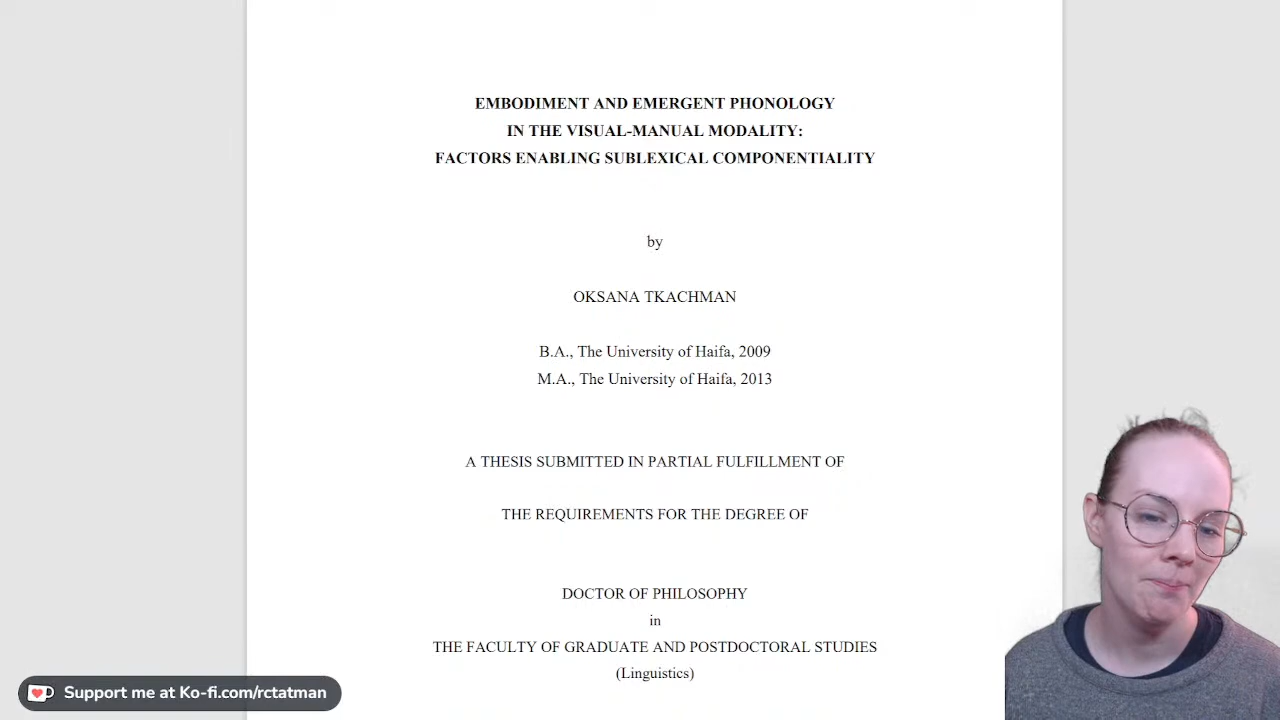 EMBODIMENT AND EMERGENT PHONOLOGY
IN THE VISUAL-MANUAL MODALITY:
FACTORS ENABLING SUBLEXICAL COMPONENTIALITY
by
OKSANA TKACHMAN
B.A., The University of Haifa, 2009
M.A., The University of Haifa, 2013
A THESIS SUBMITTED IN PARTIAL FULFILLMENT OF
THE REQUIREMENTS FOR THE DEGREE OF
DOCTOR OF PHILOSOPHY
in
THE FACULTY OF GRADUATE AND POSTDOCTORAL STUDIES
(Linguistics)
Support me at Ko-fi.com/rctatman